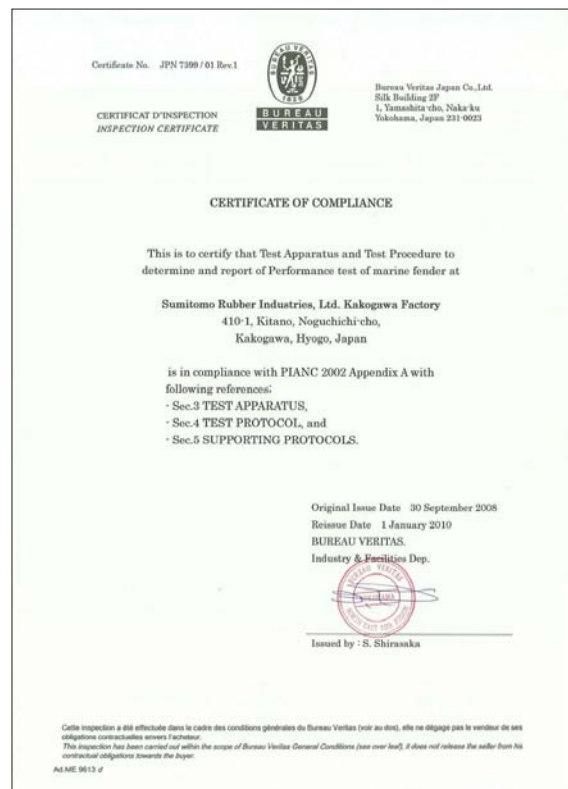 Certificate No. JPN 7399 / 01 Rev.1
BUREAU VERITAS
1828
BUREAU
VERITAS
CERTIFICAT D'INSPECTION
INSPECTION CERTIFICATE
Bureau Veritas Japan Co.,Ltd.
Silk Building 2F
1, Yamashita-cho, Naka-ku
Yokohama, Japan 231-0023
CERTIFICATE OF COMPLIANCE
This is to certify that Test Apparatus and Test Procedure to
determine and report of Performance test of marine fender at
Sumitomo Rubber Industries, Ltd. Kakogawa Factory
410-1, Kitano, Noguchichi-cho,
Kakogawa, Hyogo, Japan
is in compliance with PIANC 2002 Appendix A with
following references;
- Sec.3 TEST APPARATUS,
- Sec.4 TEST PROTOCOL, and
- Sec.5 SUPPORTING PROTOCOLS.
Original Issue Date 30 September 2008
Reissue Date 1 January 2010
BUREAU VERITAS.
Industry & Facilities Dep.
BUREAU VERITAS
Issued by : S. Shirasaka
Cette inspection a été effectuée dans le cadre des conditions générales du Bureau Veritas (voir au dos), elle ne dégage pas le vendeur de ses
obligations contractuelles envers l'acheteur.
This inspection has been carried out within the scope of Bureau Veritas General Conditions (see over leaf), it does not release the seller from his
contractual obligations towards the buyer.
Ad.ME 9613 d